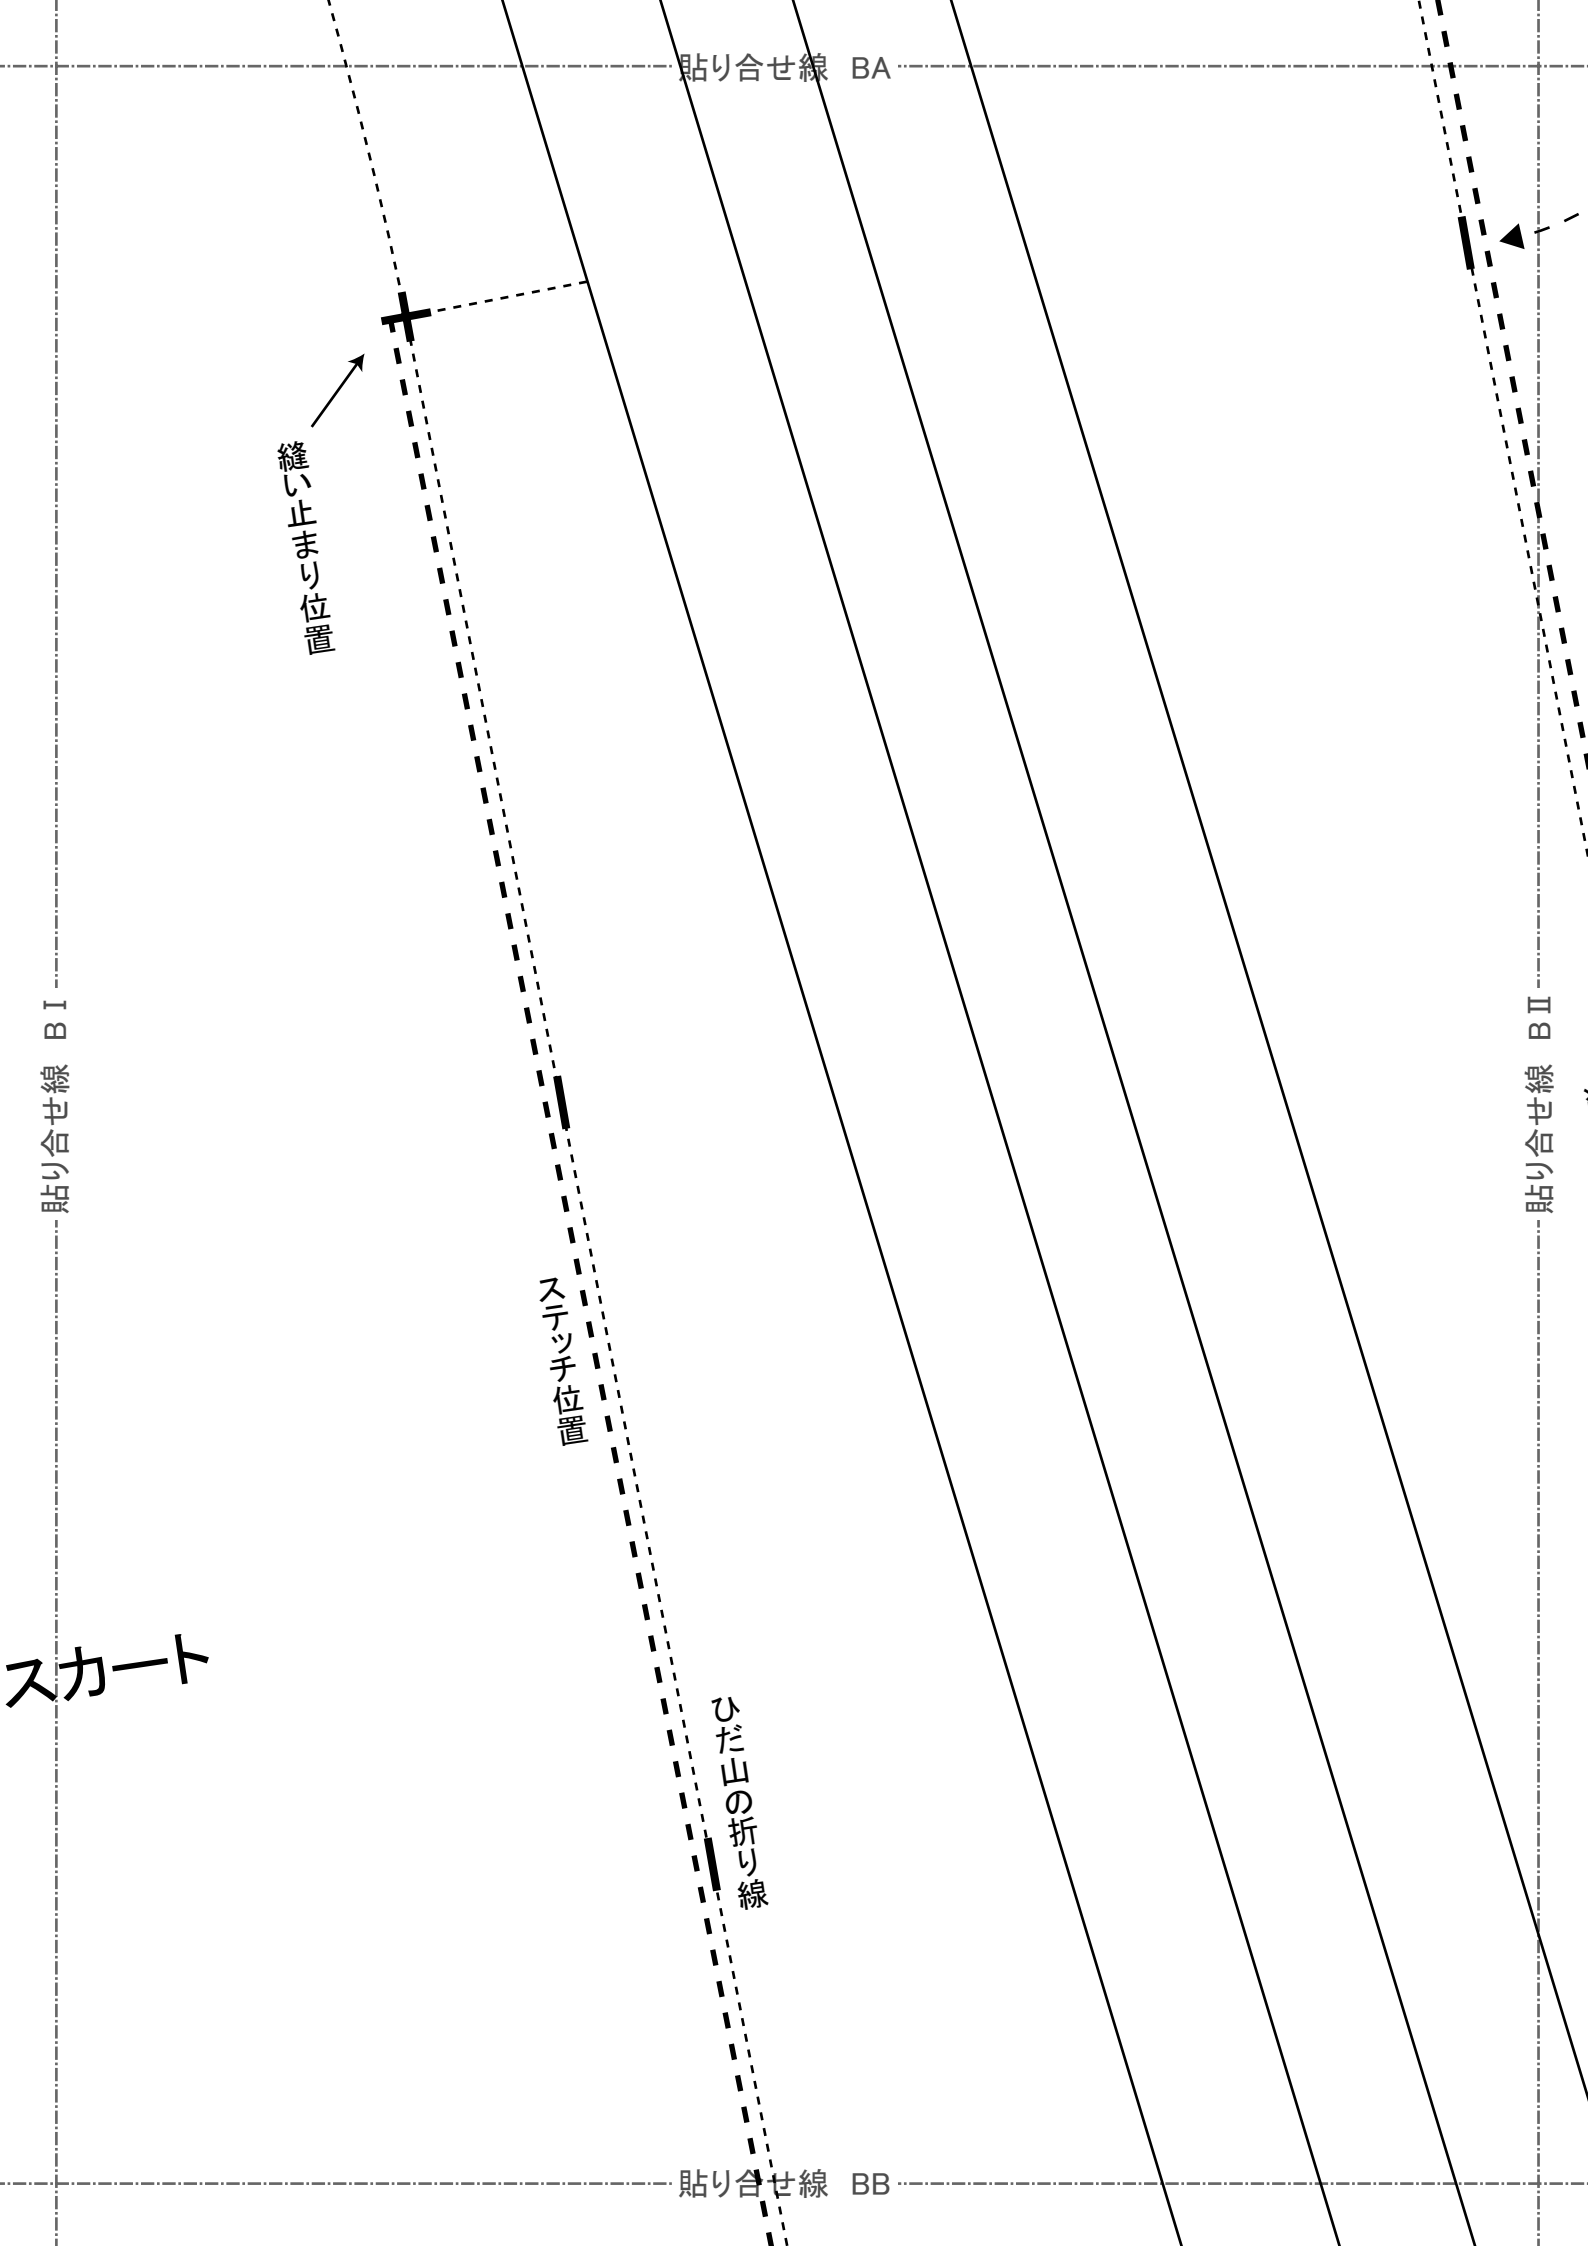 貼り合せ線 BA
縫い止まり位置
貼り合せ線 BⅠ
貼り合せ線 BⅡ
ステッチ位置
スカート
ひだ山の折り線
貼り合せ線 BB